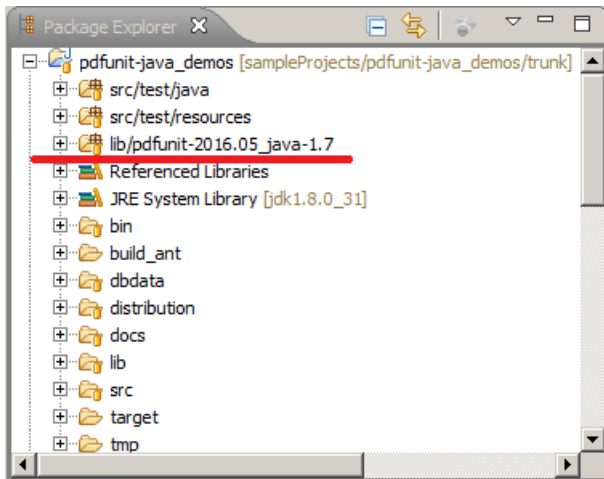 Package Explorer
pdfunit-java_demos [sampleProjects/pdfunit-java_demos/trunk]
src/test/java
src/test/resources
lib/pdfunit-2016.05_java-1.7
Referenced Libraries
JRE System Library [jdk1.8.0_31]
bin
build_ant
dbdata
distribution
docs
lib
src
target
tmp